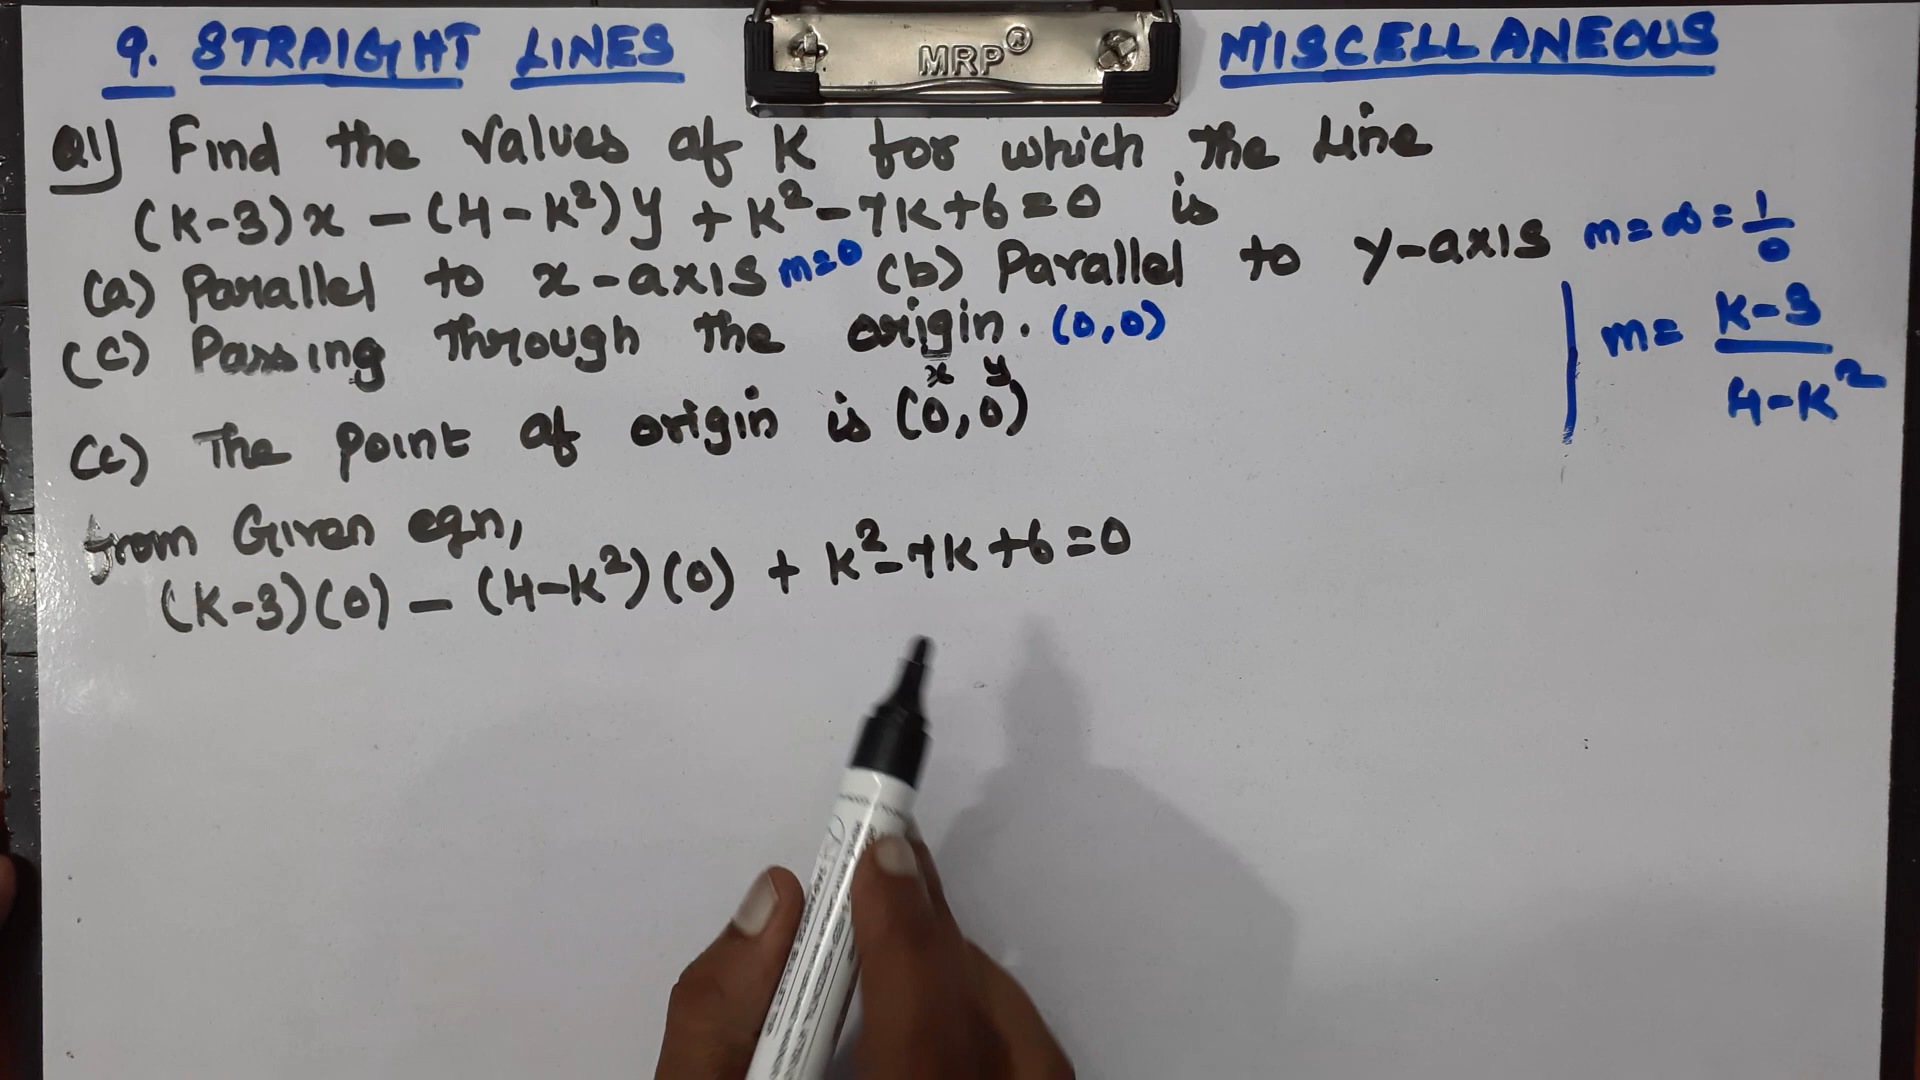 9. STRAIGHT LINES
MRP®
MISCELLANEOUS
Q1) Find the values of K for which the line
(K-3)x - (4-K²)y + K²-7K+6=0 is
(a) Parallel to x-axis m=0 (b) Parallel to y-axis m=∞=1/0
(C) Passing through the origin. (0,0)
m= K-3/4-K²
x y
(c) The point of origin is (0,0)
from Given eqn,
(K-3)(0) - (4-K²)(0) + K²-7K+6=0